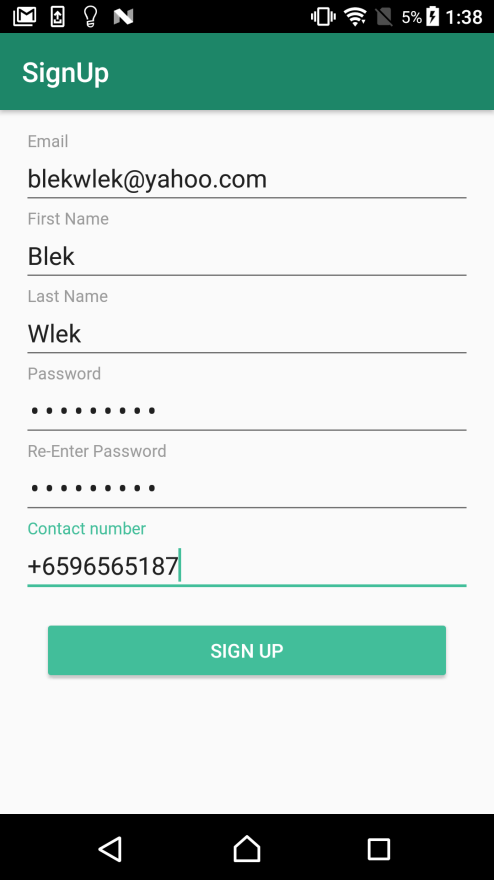 5% 1:38
SignUp
Email
blekwlek@yahoo.com
First Name
Blek
Last Name
Wlek
Password
•••••••••
Re-Enter Password
•••••••••
Contact number
+6596565187
SIGN UP